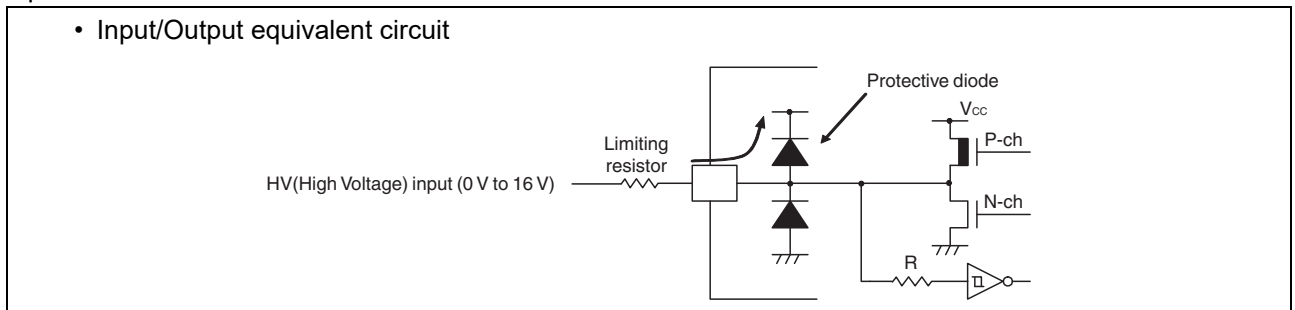 • Input/Output equivalent circuit
Protective diode
Vcc
Limiting
resistor
P-ch
HV(High Voltage) input (0 V to 16 V)
N-ch
R